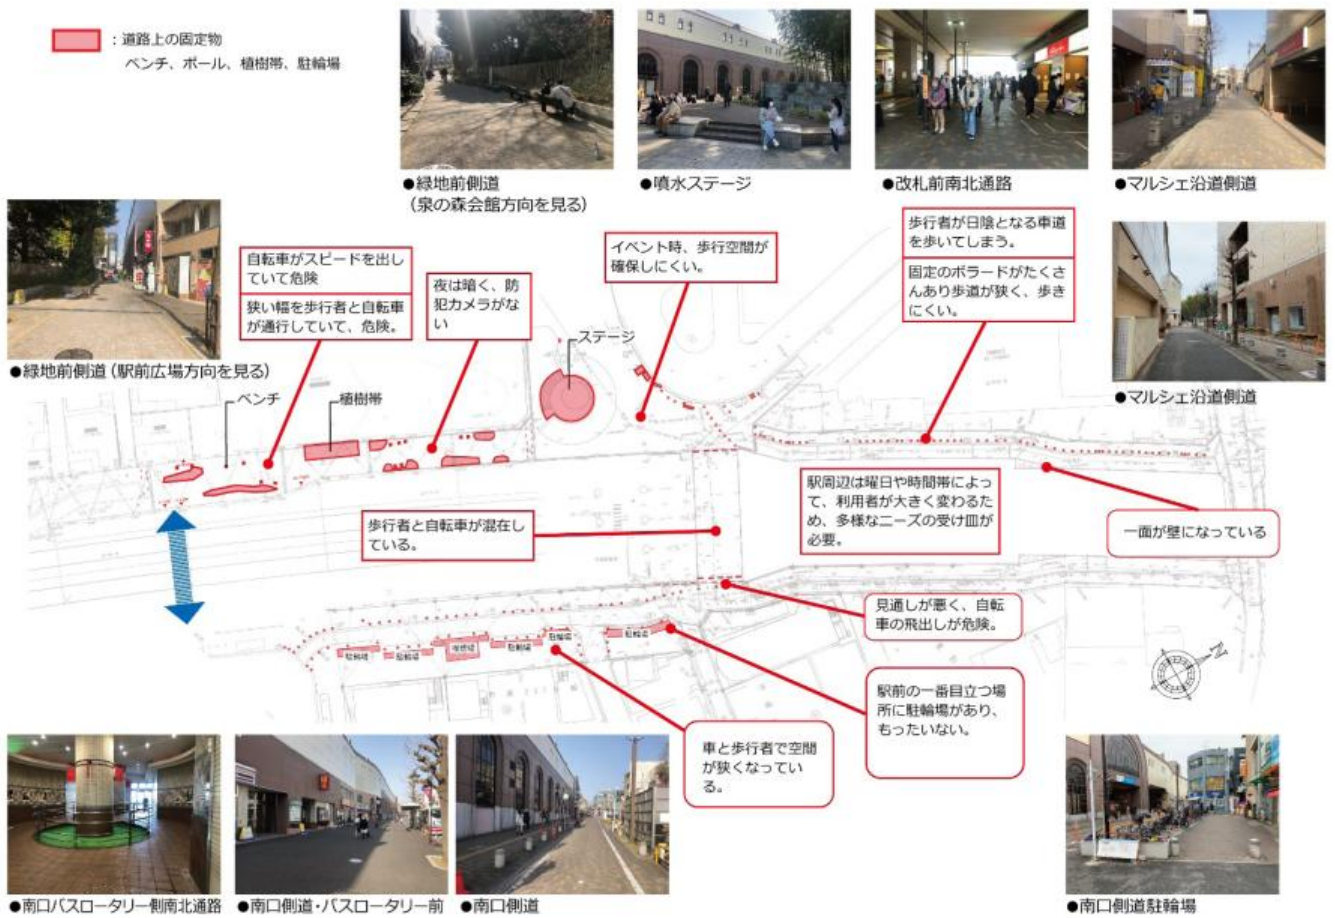 ：道路上の固定物
ベンチ、ポール、植樹帯、駐輪場
●緑地前側道
（泉の森会館方向を見る）
●噴水ステージ
●改札前南北通路
●マルシェ沿道側道
自転車がスピードを出し
ていて危険
狭い幅を歩行者と自転車
が通行していて、危険。
夜は暗く、防
犯カメラがな
い
イベント時、歩行空間が
確保しにくい。
歩行者が日陰となる車道
を歩いてしまう。
固定のボラードがたくさ
んあり歩道が狭く、歩き
にくい。
●緑地前側道（駅前広場方向を見る）
●マルシェ沿道側道
ステージ
ベンチ
植樹帯
歩行者と自転車が混在し
ている。
駅周辺は曜日や時間帯によっ
て、利用者が大きく変わるた
め、多様なニーズの受け皿が
必要。
一面が壁になっている
見通しが悪く、自転
車の飛出しが危険。
駐輪場
駐輪場
駐輪場
駐輪場
駐輪場
N
駅前の一番目立つ場
所に駐輪場があり、
もったいない。
車と歩行者で空間
が狭くなってい
る。
●南口バスロータリー側南北通路
●南口側道・バスロータリー前
●南口側道
●南口側道駐輪場